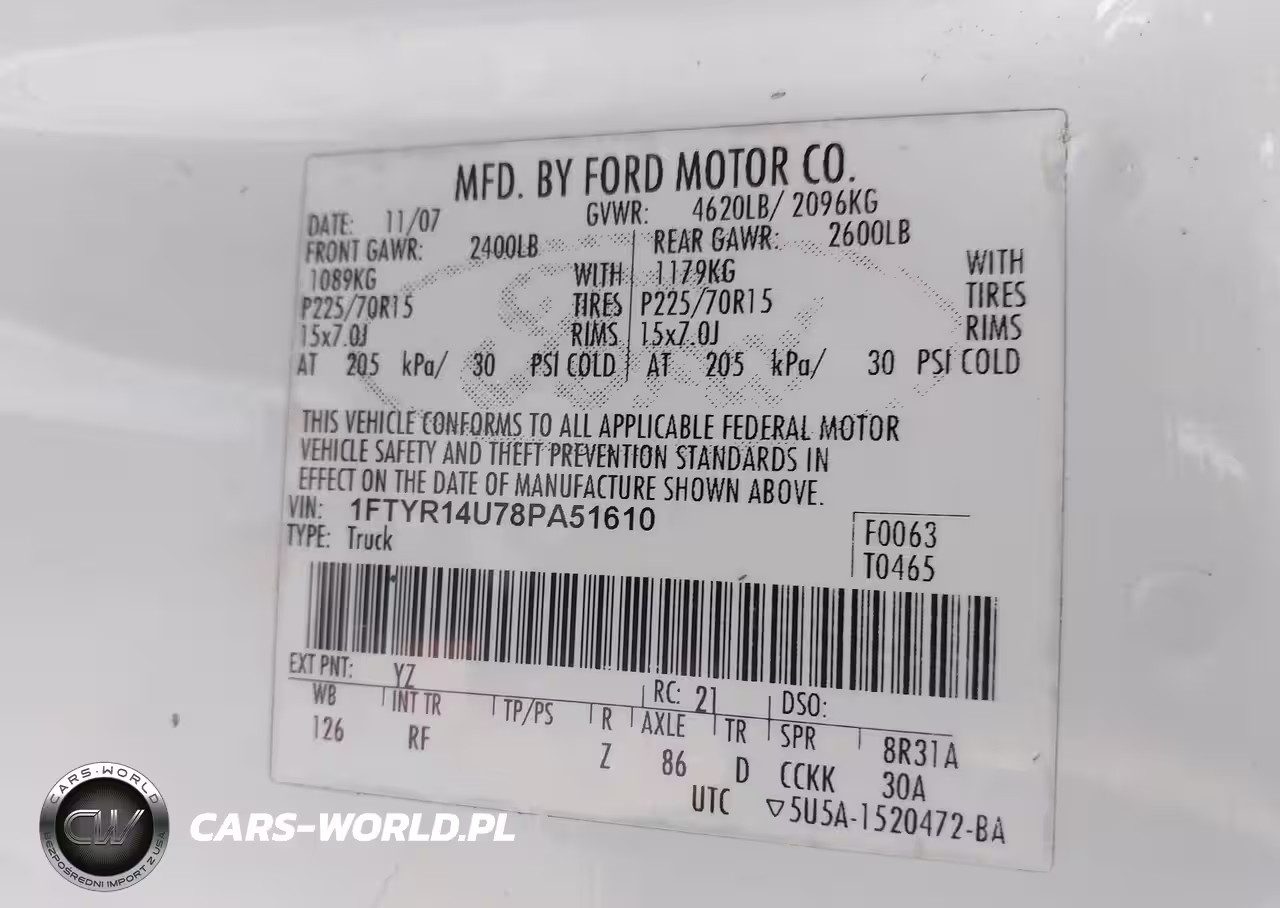 MFD. BY FORD MOTOR CO.
DATE: 11/07 GVWR: 4620LB/ 2096KG
FRONT GAWR: 2400LB REAR GAWR: 2600LB
1089KG WITH 1179KG WITH
P225/70R15 TIRES P225/70R15 TIRES
15x7.0J RIMS 15x7.0J RIMS
AT 205 kPa/ 30 PSI COLD AT 205 kPa/ 30 PSI COLD
THIS VEHICLE CONFORMS TO ALL APPLICABLE FEDERAL MOTOR
VEHICLE SAFETY AND THEFT PREVENTION STANDARDS IN
EFFECT ON THE DATE OF MANUFACTURE SHOWN ABOVE.
VIN: 1FTYR14U78PA51610
TYPE: Truck
F0063
T0465
EXT PNT: YZ RC: 21 DSO:
WB INT TR TP/PS R AXLE TR SPR 8R31A
126 RF Z 86 D CCKK 30A
UTC ▽5U5A-1520472-BA
CARS-WORLD
CW
BEZPOŚREDNI IMPORT Z USA
CARS-WORLD.PL